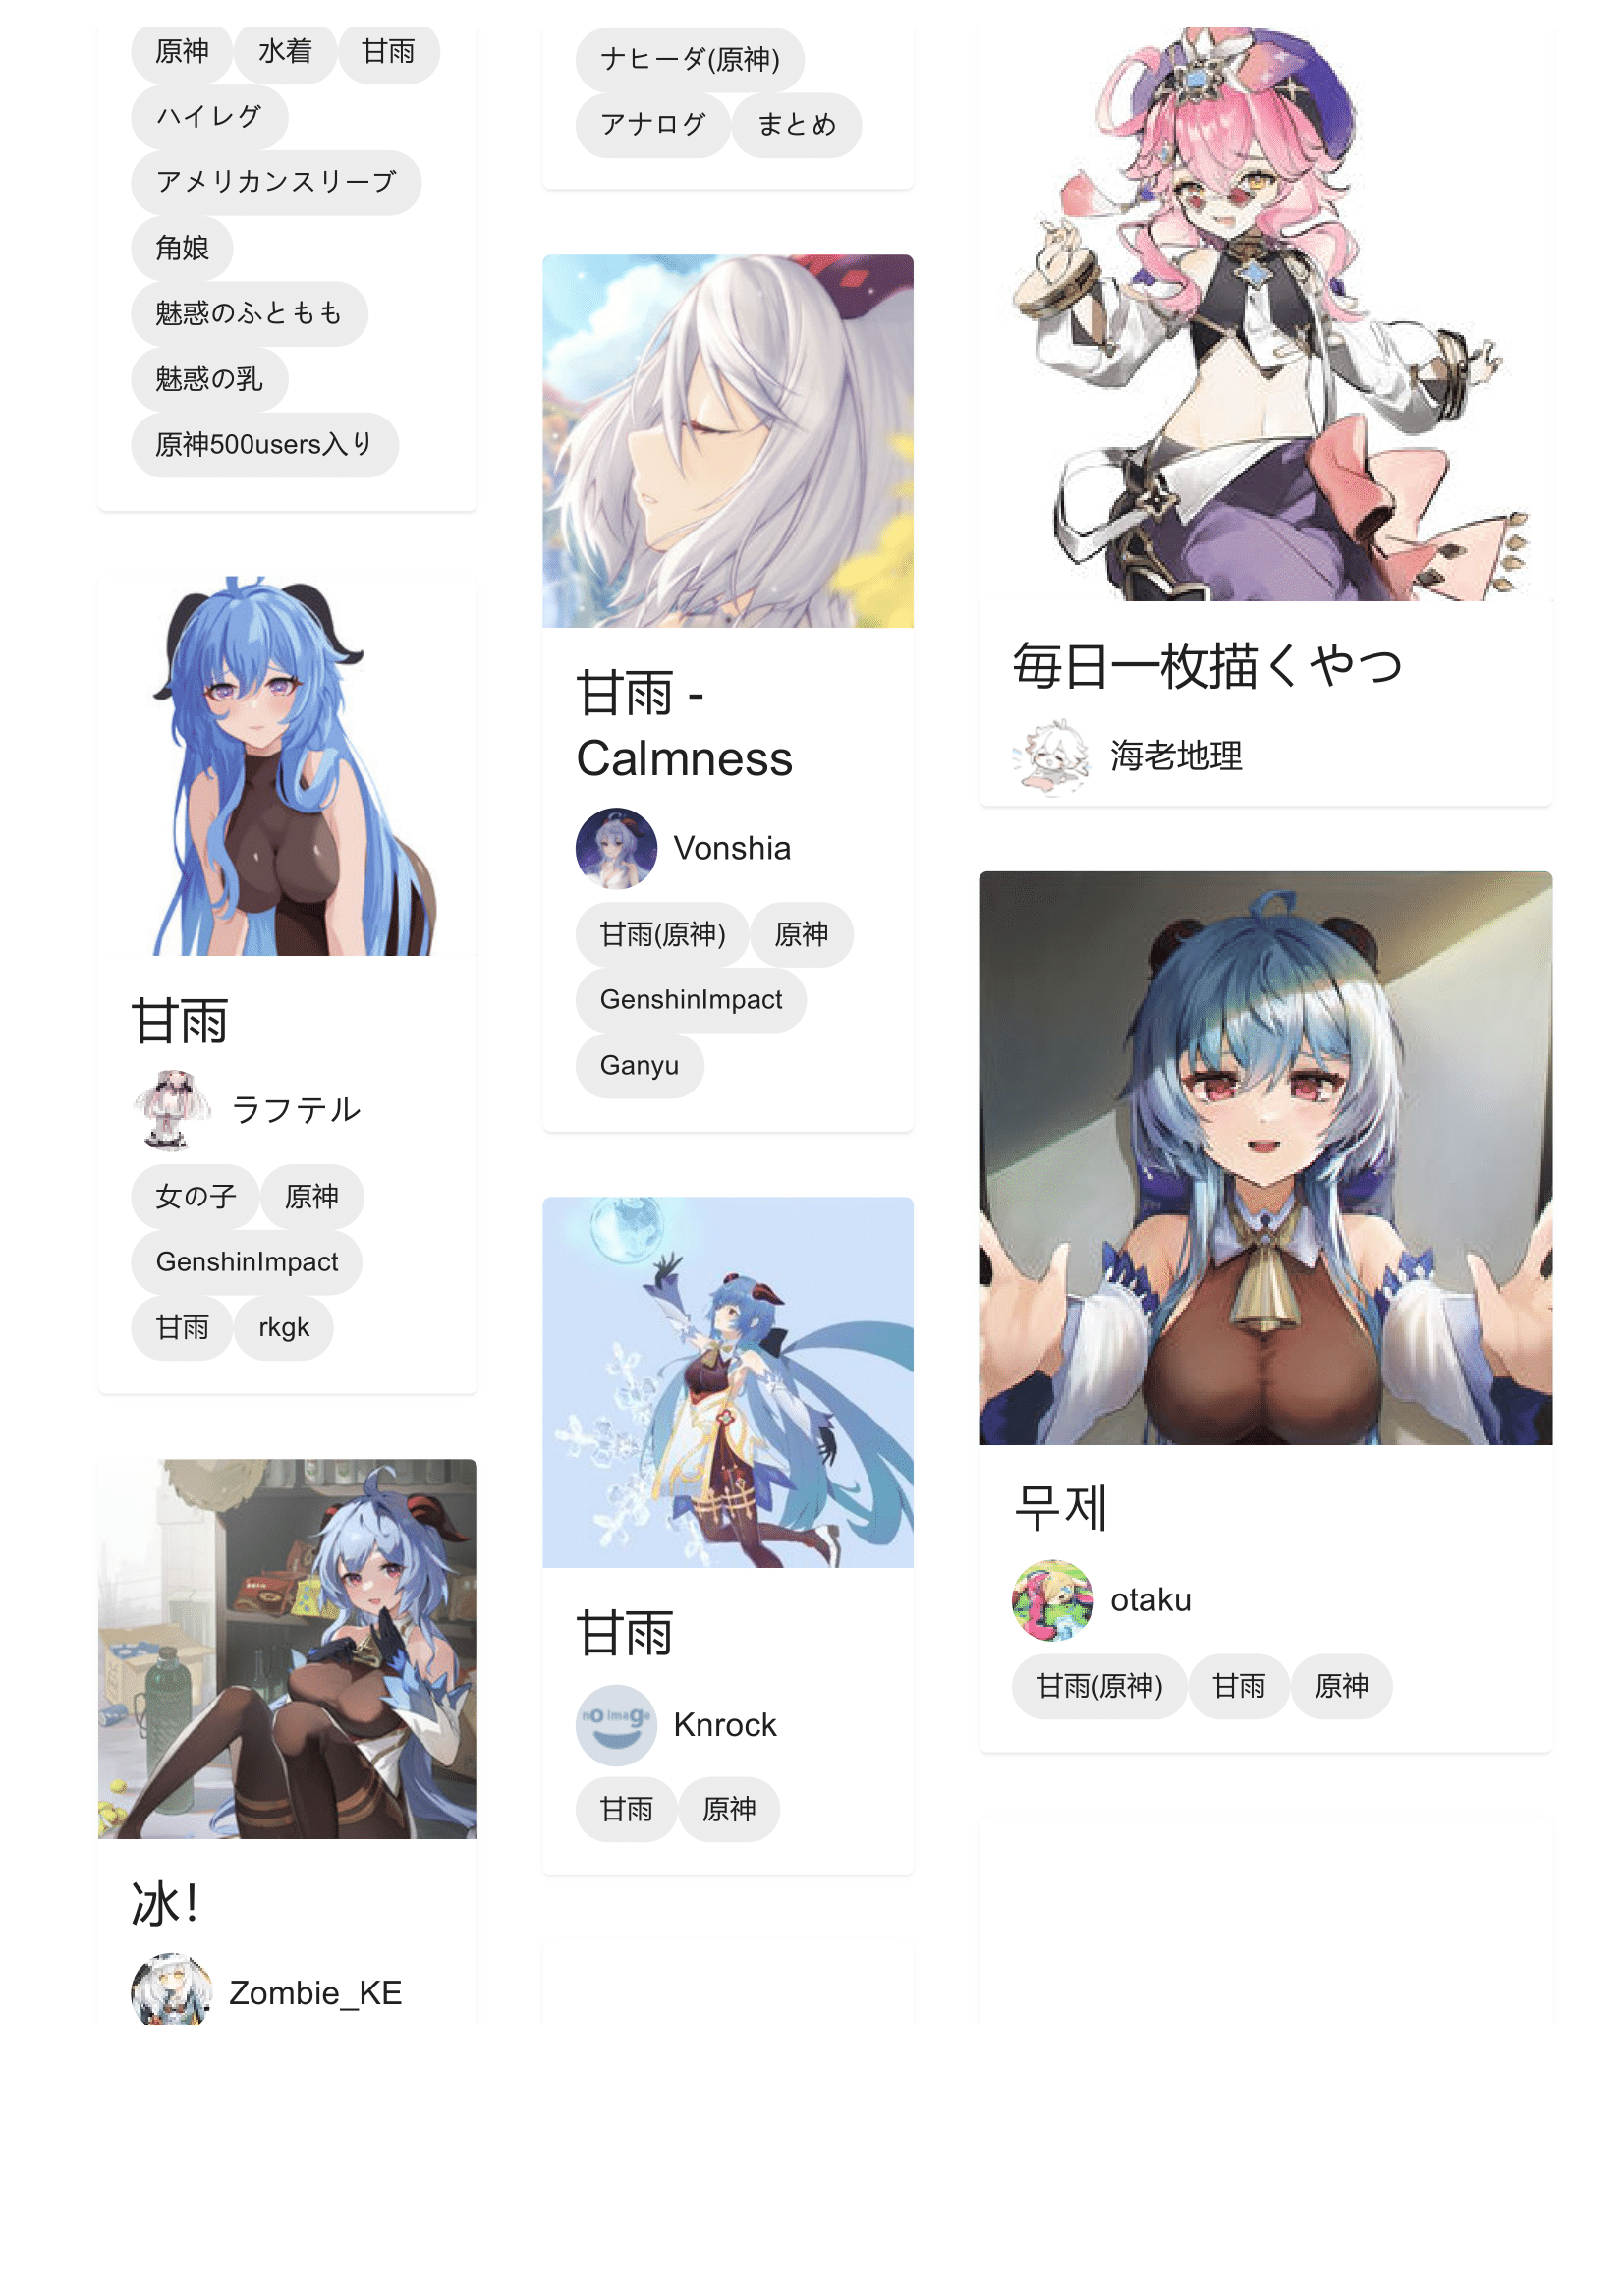 原神 水着 甘雨
ハイレグ
アメリカンスリーブ
角娘
魅惑のふともも
魅惑の乳
原神500users入り
甘雨
ラフテル
女の子 原神
GenshinImpact
甘雨 rkgk
冰!
Zombie_KE
ナヒーダ(原神)
アナログ まとめ
甘雨 -
Calmness
Vonshia
甘雨(原神) 原神
GenshinImpact
Ganyu
甘雨
no image
Knrock
甘雨 原神
毎日一枚描くやつ
海老地理
무제
otaku
甘雨(原神) 甘雨 原神